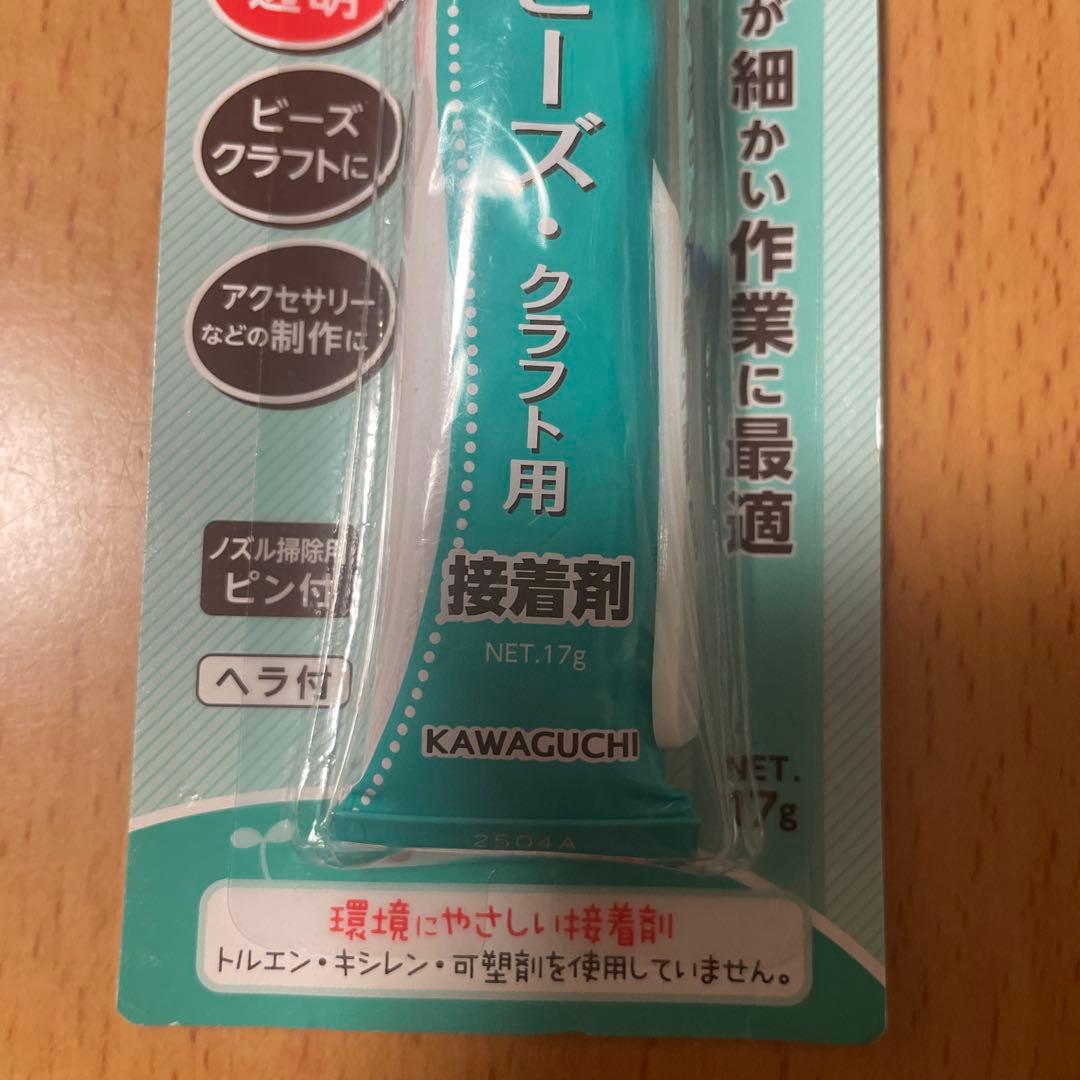 透明
ビーズ
クラフトに
アクセサリー
などの制作に
ノズル掃除用
ピン付
ヘラ付
ビーズ・クラフト用
接着剤
NET.17g
KAWAGUCHI
2504A
が細かい作業に最適
NET.
17g
環境にやさしい接着剤
トルエン・キシレン・可塑剤を使用していません。